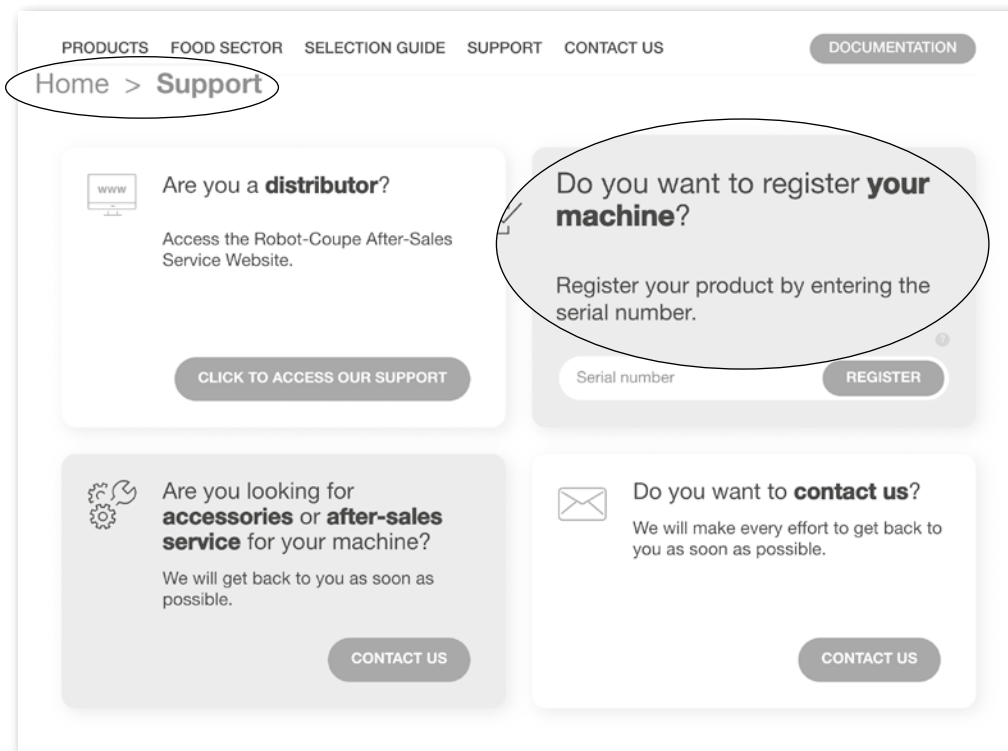 PRODUCTS FOOD SECTOR SELECTION GUIDE SUPPORT CONTACT US DOCUMENTATION
Home > Support
www
Are you a distributor?
Access the Robot-Coupe After-Sales
Service Website.
CLICK TO ACCESS OUR SUPPORT
Do you want to register your
machine?
Register your product by entering the
serial number.
?
Serial number REGISTER
Are you looking for
accessories or after-sales
service for your machine?
We will get back to you as soon as
possible.
CONTACT US
Do you want to contact us?
We will make every effort to get back to
you as soon as possible.
CONTACT US